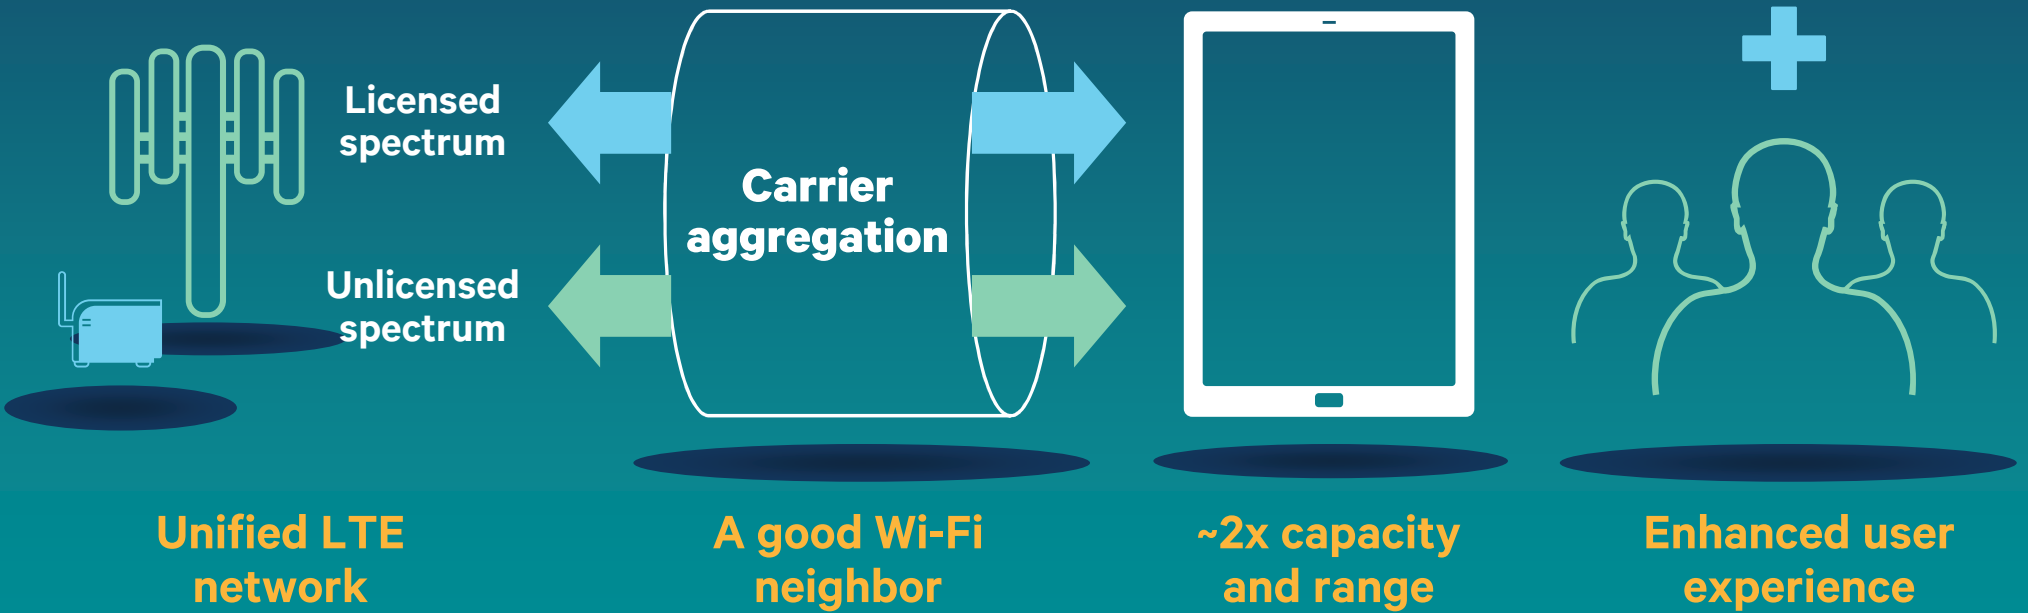 Licensed
spectrum
Unlicensed
spectrum
Carrier
aggregation
Unified LTE
network
A good Wi-Fi
neighbor
~2x capacity
and range
Enhanced user
experience